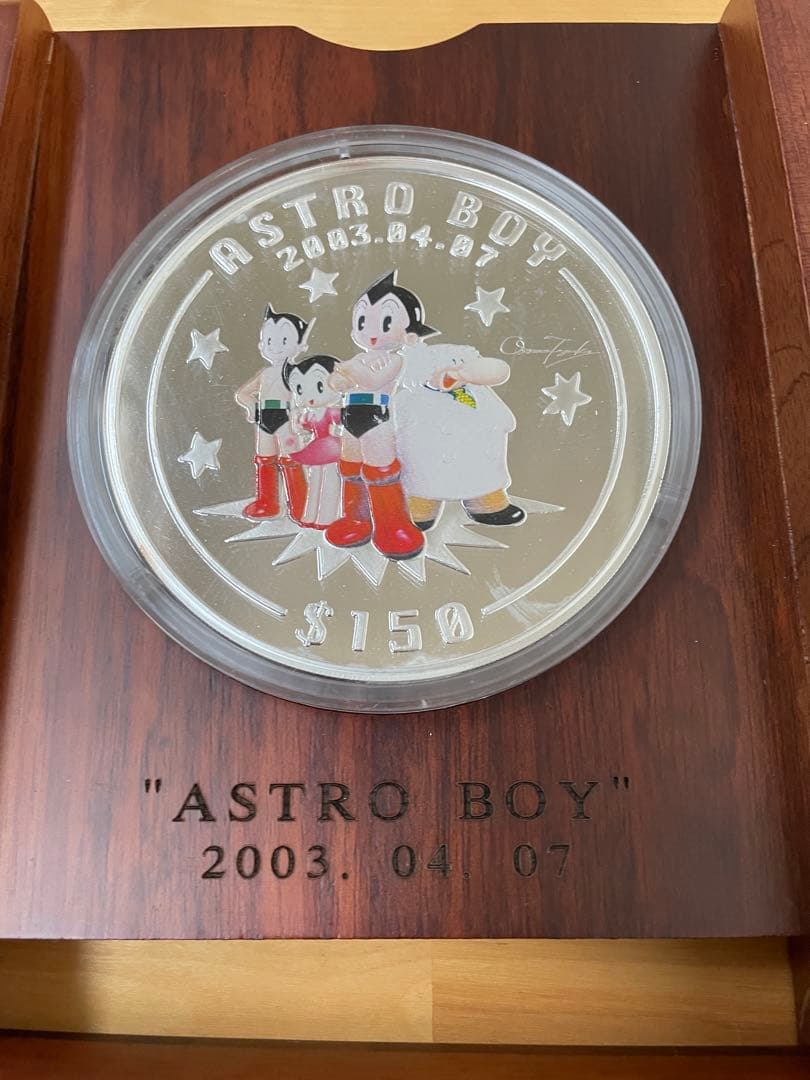 ASTRO BOY
2003.04.07
$150
"ASTRO BOY"
2003. 04. 07